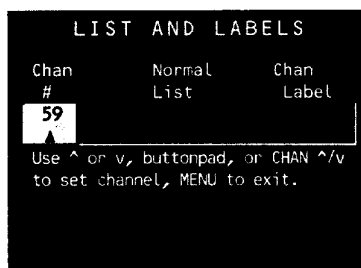 LIST AND LABELS
Chan Normal Chan
# List Label
59
Use ^ or v, buttonpad, or CHAN ^/v
to set channel, MENU to exit.